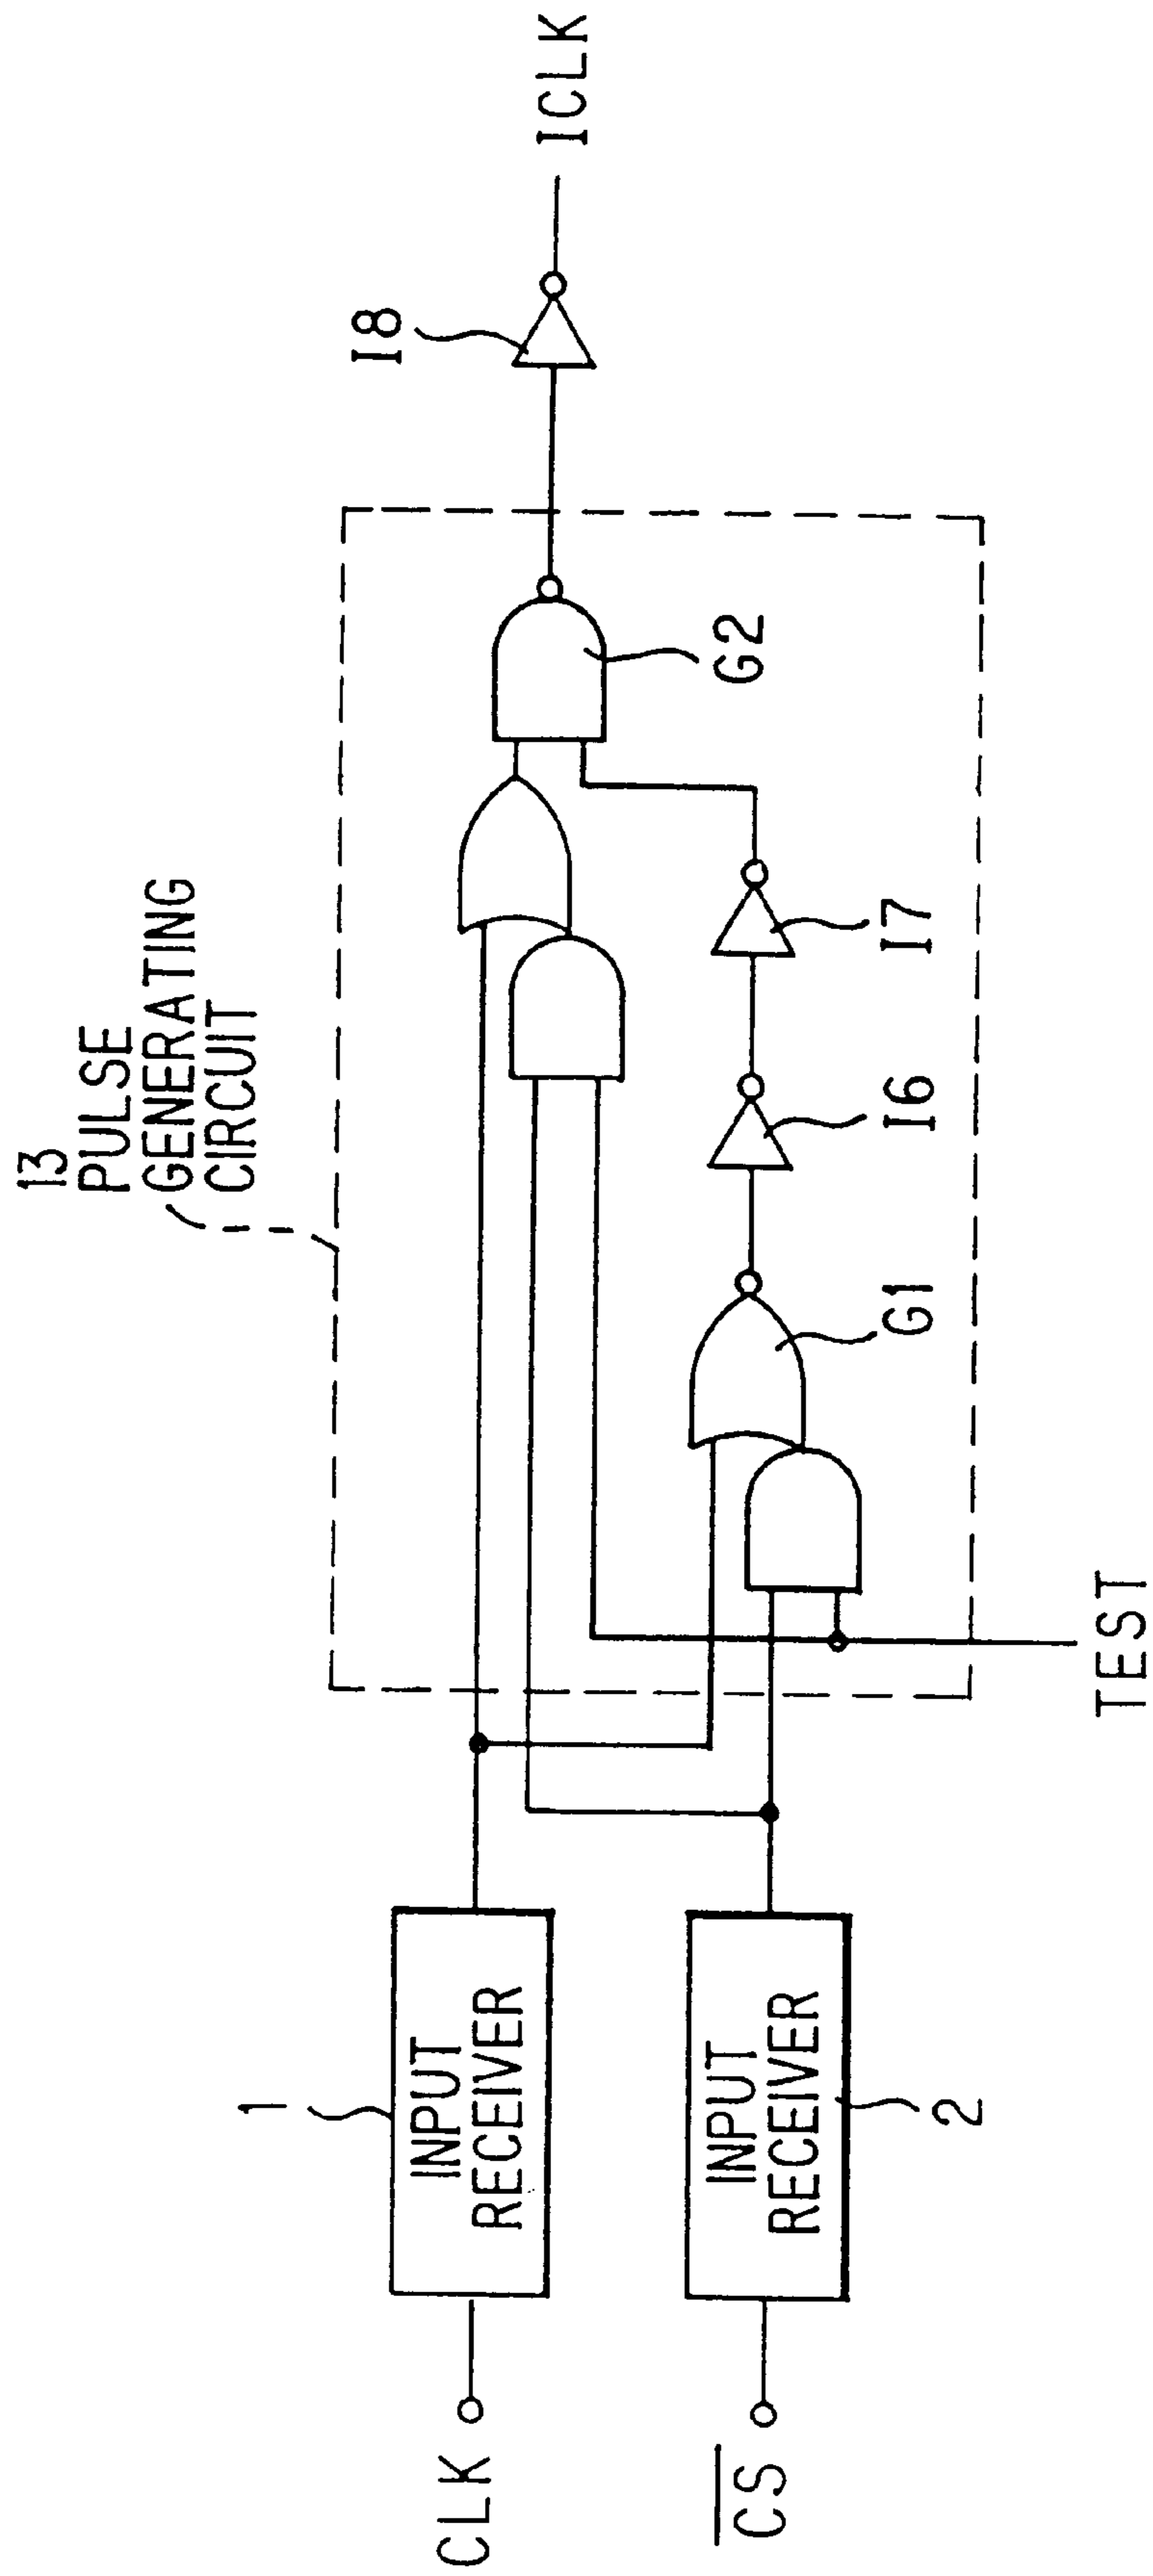 13
PULSE
GENERATING
CIRCUIT
CLK
1
INPUT
RECEIVER
CS
INPUT
RECEIVER
2
TEST
G1
I6
I7
G2
I8
ICLK